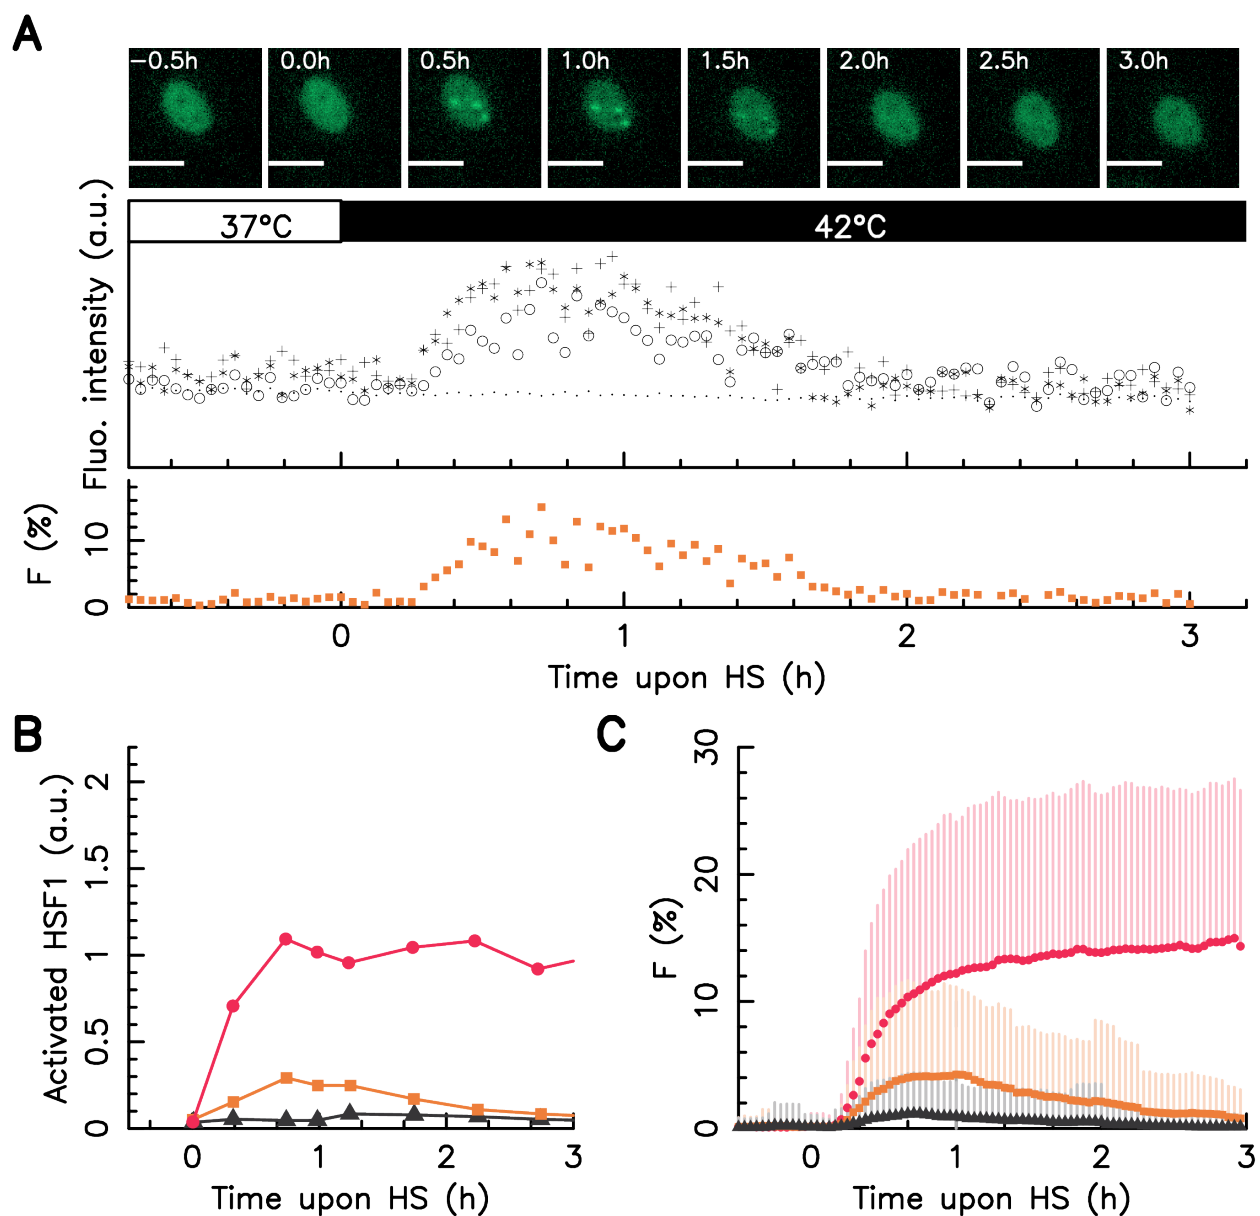 A
−0.5h 0.0h 0.5h 1.0h 1.5h 2.0h 2.5h 3.0h
37°C 42°C
Fluo. intensity (a.u.)
F (%)
10
0
0 1 2 3
Time upon HS (h)
B
Activated HSF1 (a.u.)
2
1.5
1
0.5
0
0 1 2 3
Time upon HS (h)
C
F (%)
30
20
10
0
0 1 2 3
Time upon HS (h)